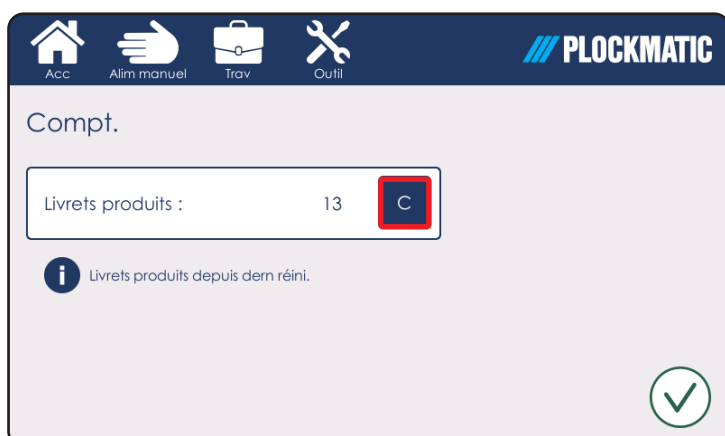 Acc Alim manuel Trav Outil PLOCKMATIC
Compt.
Livrets produits : 13 C
i Livrets produits depuis dern réini.